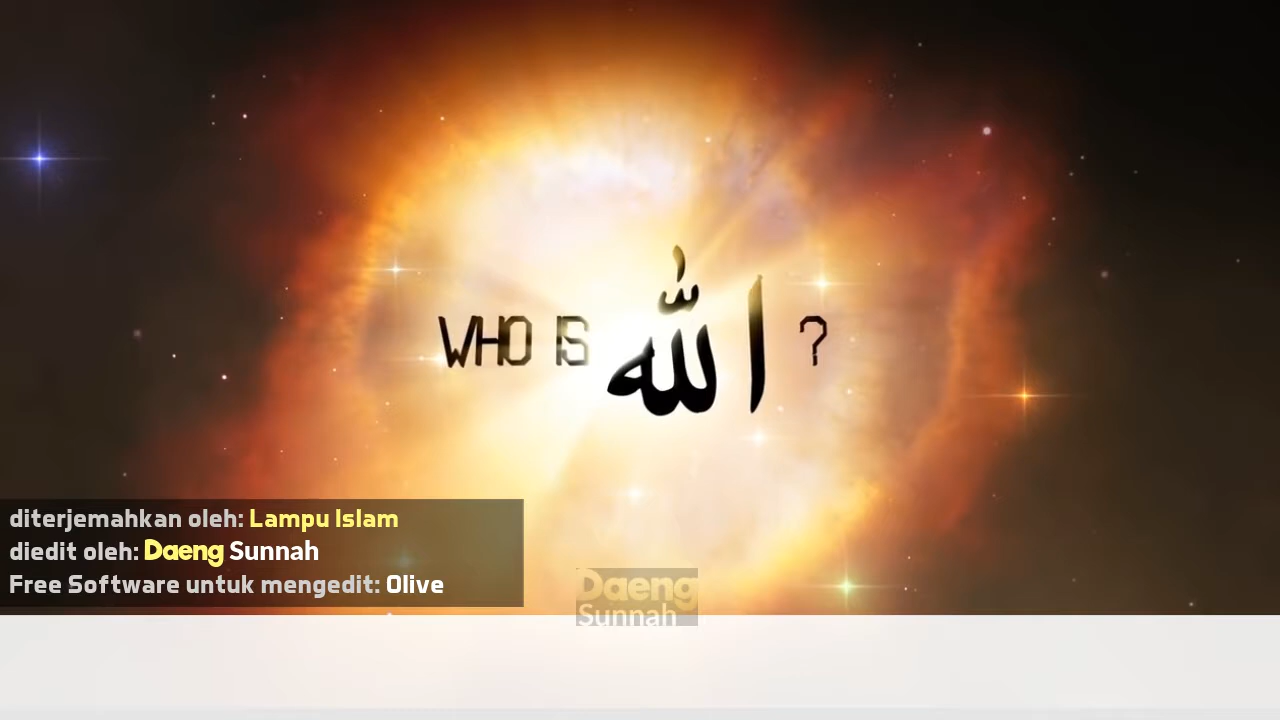 WHO IS الله ?
diterjemahkan oleh: Lampu Islam
diedit oleh: Daeng Sunnah
Free Software untuk mengedit: Olive
Daeng
Sunnah